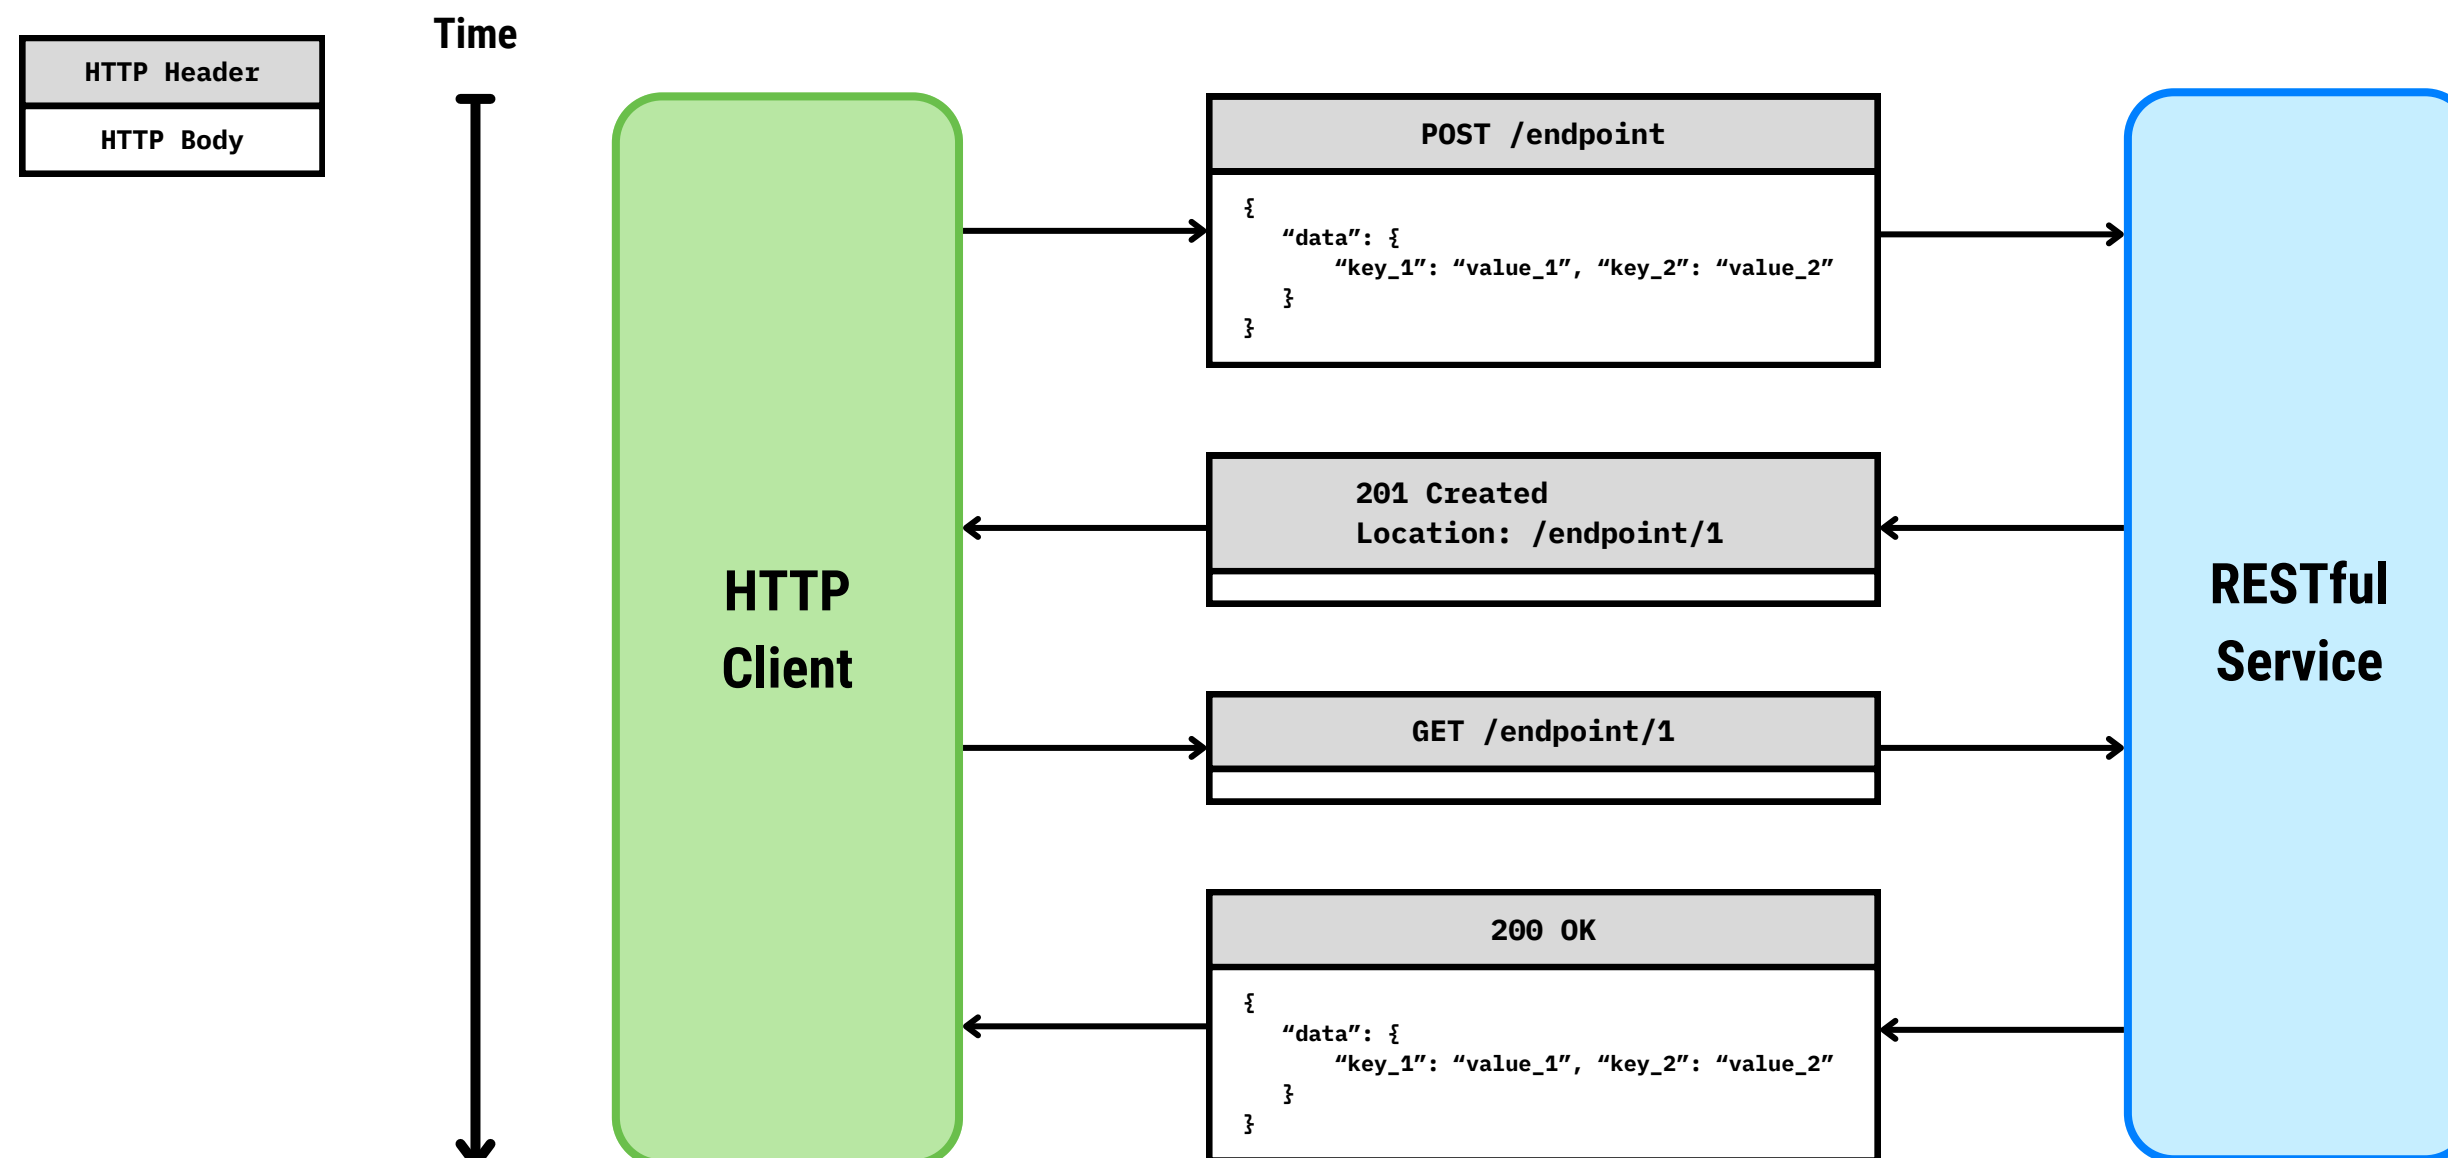 Time
HTTP Header
HTTP Body
HTTP
Client
POST /endpoint
{
“data”: {
“key_1”: “value_1”, “key_2”: “value_2”
}
}
201 Created
Location: /endpoint/1
GET /endpoint/1
200 OK
{
“data”: {
“key_1”: “value_1”, “key_2”: “value_2”
}
}
RESTful
Service